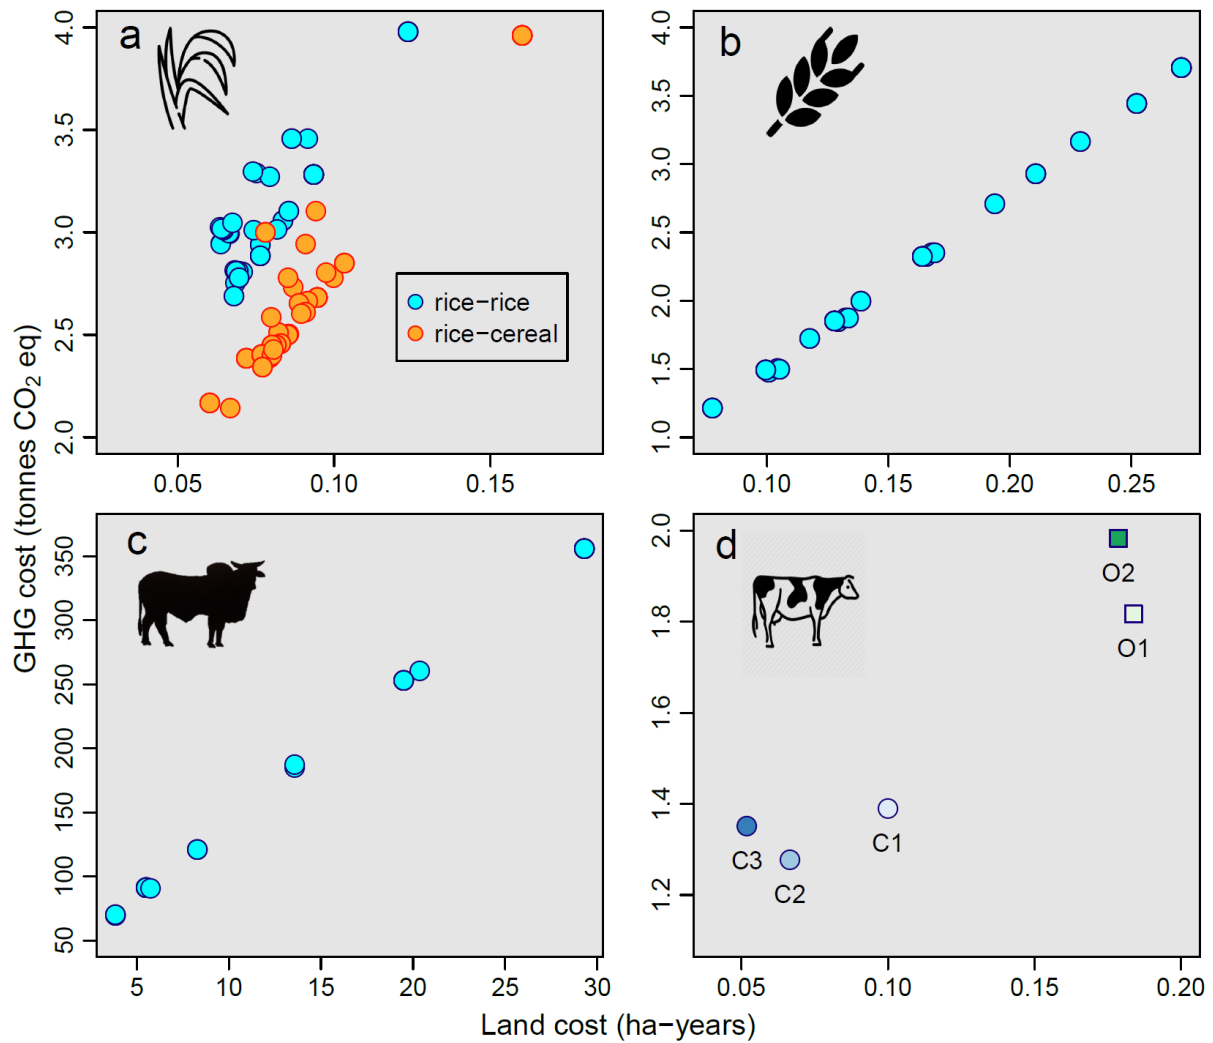 GHG cost (tonnes CO₂ eq)
a
4.0
3.5
3.0
2.5
2.0
rice−rice
rice−cereal
0.05 0.10 0.15
b
4.0
3.5
3.0
2.5
2.0
1.5
1.0
0.10 0.15 0.20 0.25
c
350
300
250
200
150
100
50
5 10 15 20 25 30
d
2.0
1.8
1.6
1.4
1.2
O2
O1
C1
C3
C2
0.05 0.10 0.15 0.20
Land cost (ha−years)